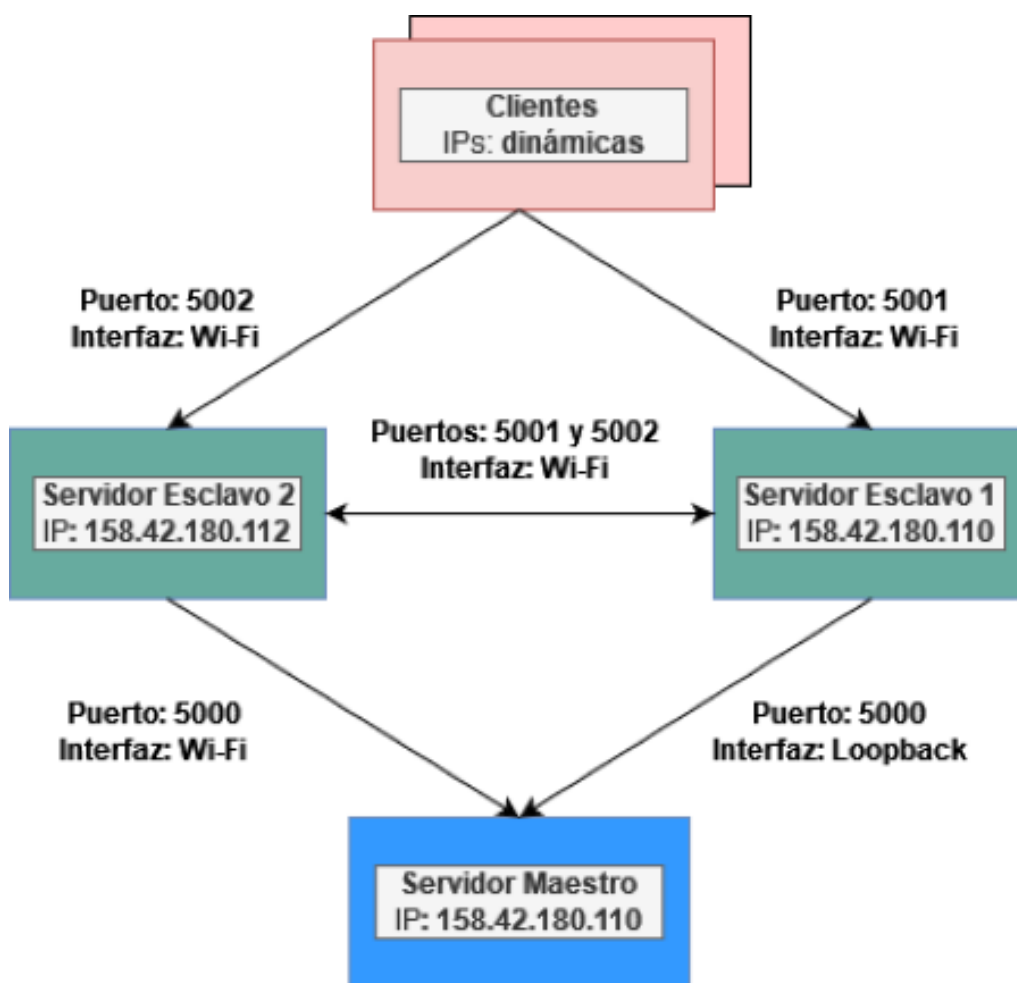 Clientes
IPs: dinámicas
Puerto: 5002
Interfaz: Wi-Fi
Puerto: 5001
Interfaz: Wi-Fi
Puertos: 5001 y 5002
Interfaz: Wi-Fi
Servidor Esclavo 2
IP: 158.42.180.112
Servidor Esclavo 1
IP: 158.42.180.110
Puerto: 5000
Interfaz: Wi-Fi
Puerto: 5000
Interfaz: Loopback
Servidor Maestro
IP: 158.42.180.110